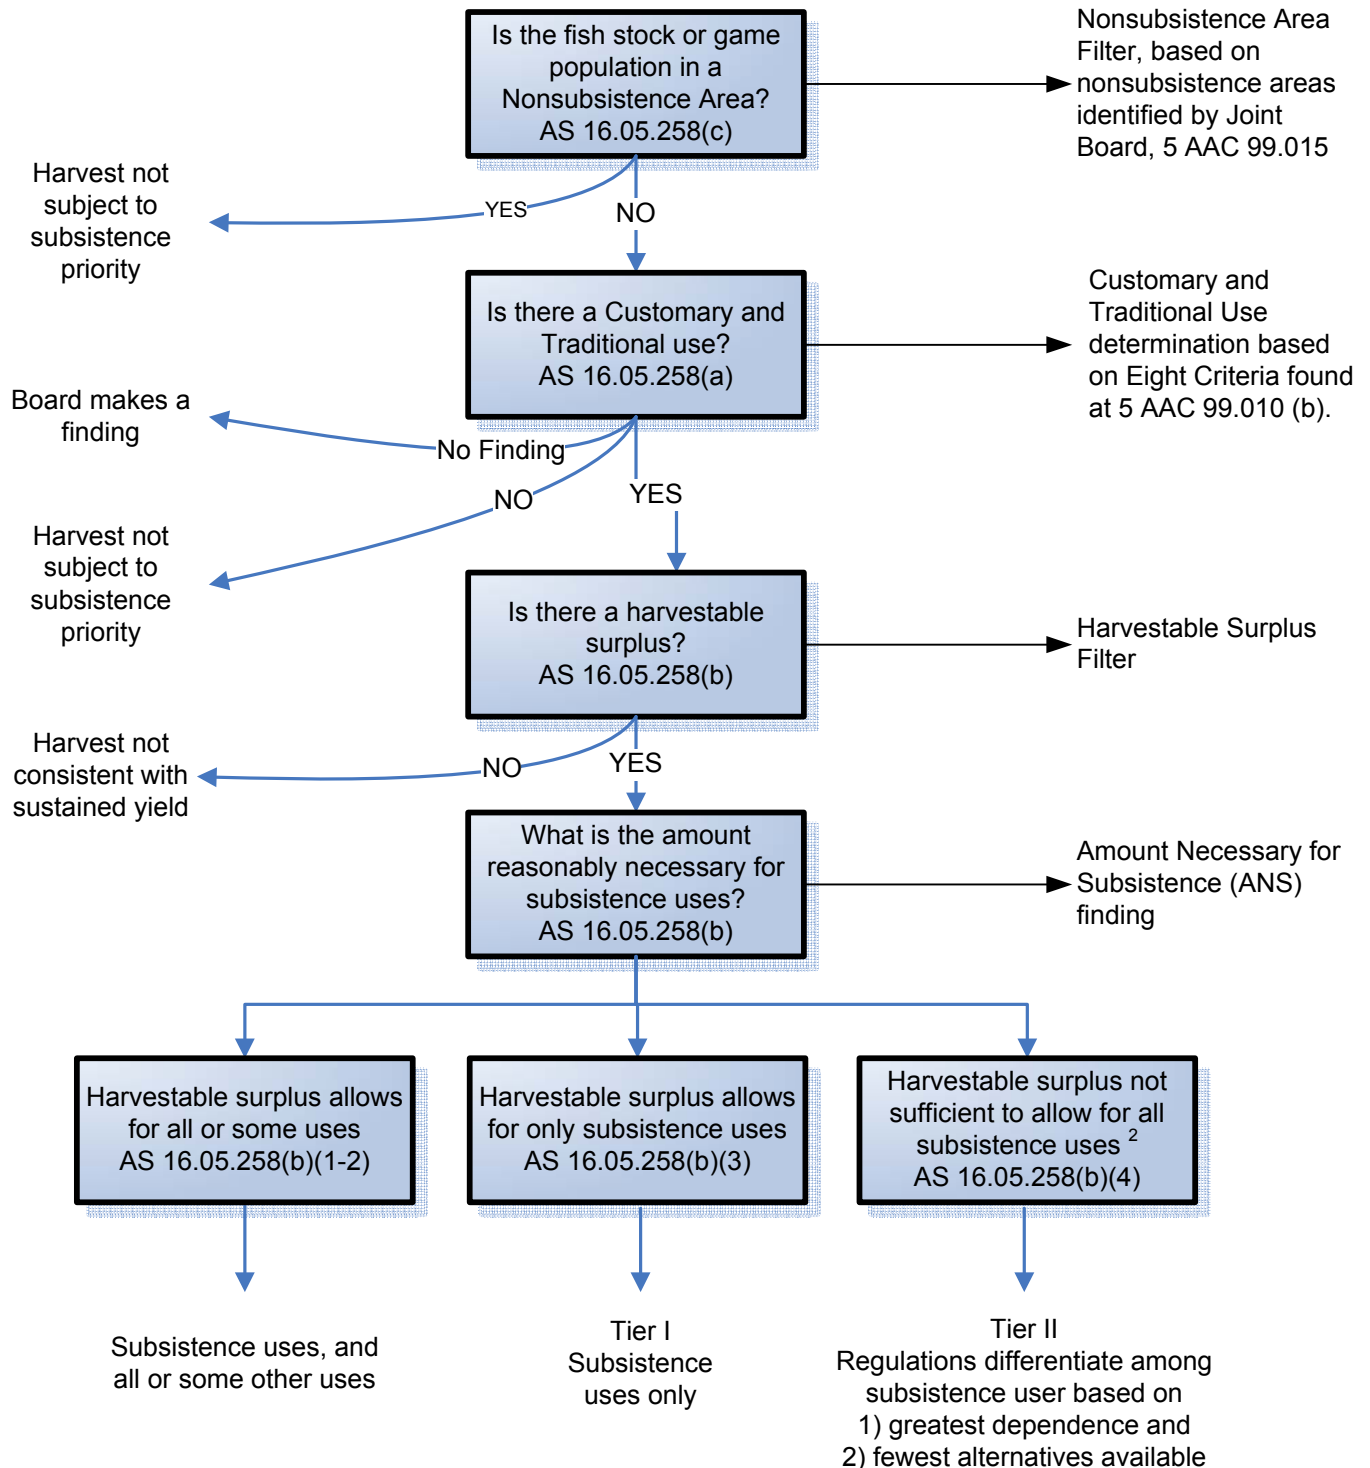 Is the fish stock or game
population in a
Nonsubsistence Area?
AS 16.05.258(c)
Nonsubsistence Area
Filter, based on
nonsubsistence areas
identified by Joint
Board, 5 AAC 99.015
Harvest not
subject to
subsistence
priority
YES
NO
Is there a Customary and
Traditional use?
AS 16.05.258(a)
Customary and
Traditional Use
determination based
on Eight Criteria found
at 5 AAC 99.010 (b).
Board makes a
finding
No Finding
NO
YES
Harvest not
subject to
subsistence
priority
Is there a harvestable
surplus?
AS 16.05.258(b)
Harvestable Surplus
Filter
Harvest not
consistent with
sustained yield
NO
YES
What is the amount
reasonably necessary for
subsistence uses?
AS 16.05.258(b)
Amount Necessary for
Subsistence (ANS)
finding
Harvestable surplus allows
for all or some uses
AS 16.05.258(b)(1-2)
Harvestable surplus allows
for only subsistence uses
AS 16.05.258(b)(3)
Harvestable surplus not
sufficient to allow for all
subsistence uses 2
AS 16.05.258(b)(4)
Subsistence uses, and
all or some other uses
Tier I
Subsistence
uses only
Tier II
Regulations differentiate among
subsistence user based on
1) greatest dependence and
2) fewest alternatives available